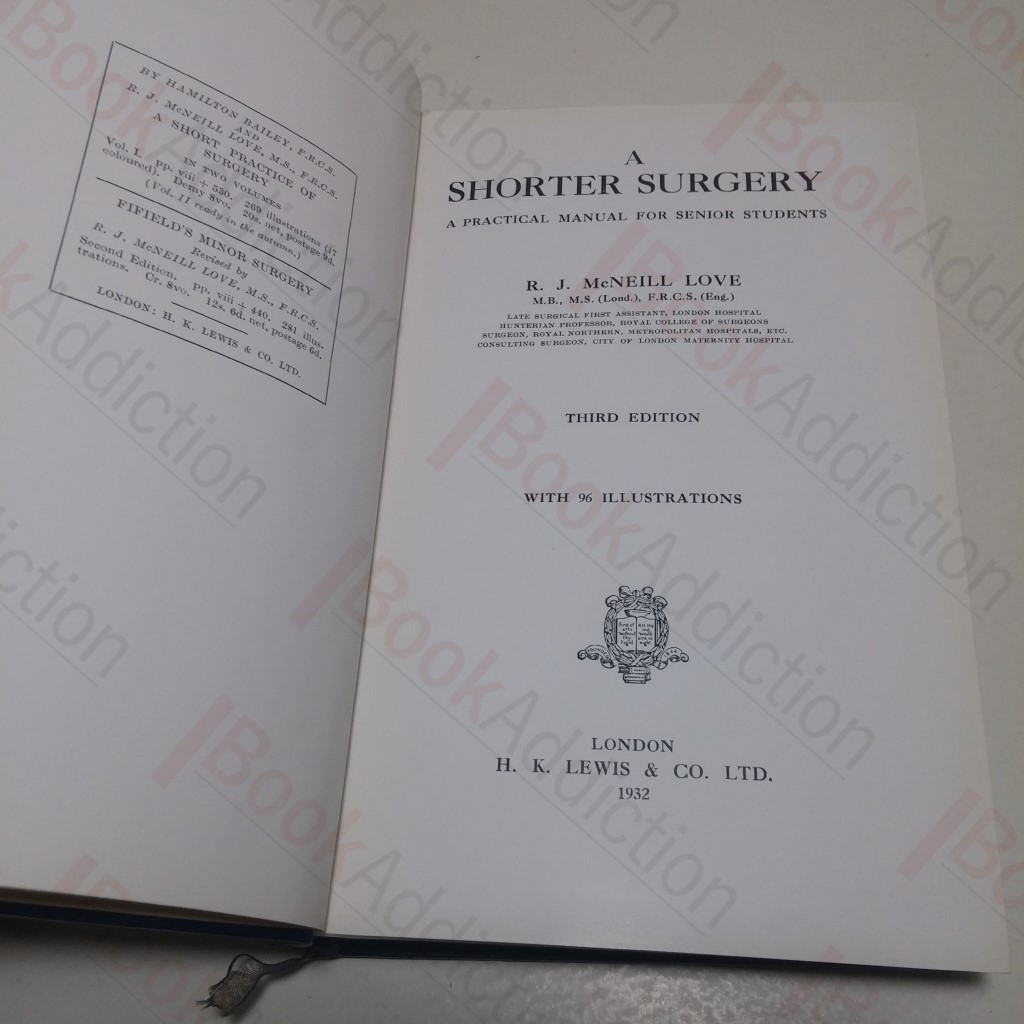 BY HAMILTON BAILEY, F.R.C.S.
AND
R. J. McNEILL LOVE, M.S., F.R.C.S.
A SHORT PRACTICE OF
SURGERY
IN TWO VOLUMES
Vol. I. pp. viii + 530. 269 illustrations (17
coloured). Demy 8vo. 20s. net, postage 9d.
(Vol. II ready in the autumn.)
FIFIELD'S MINOR SURGERY
Revised by
R. J. McNEILL LOVE, M.S., F.R.C.S.
Second Edition. pp. viii + 440. 281 illus-
trations. Cr. 8vo. 12s. 6d. net, postage 6d.
LONDON: H. K. LEWIS & CO. LTD.
A
SHORTER SURGERY
A PRACTICAL MANUAL FOR SENIOR STUDENTS
R. J. McNEILL LOVE
M.B., M.S. (Lond.), F.R.C.S. (Eng.)
LATE SURGICAL FIRST ASSISTANT, LONDON HOSPITAL
HUNTERIAN PROFESSOR, ROYAL COLLEGE OF SURGEONS
SURGEON, ROYAL NORTHERN, METROPOLITAN HOSPITALS, ETC.
CONSULTING SURGEON, CITY OF LONDON MATERNITY HOSPITAL
THIRD EDITION
WITH 96 ILLUSTRATIONS
LONDON
H. K. LEWIS & CO. LTD.
1932
BookAddiction